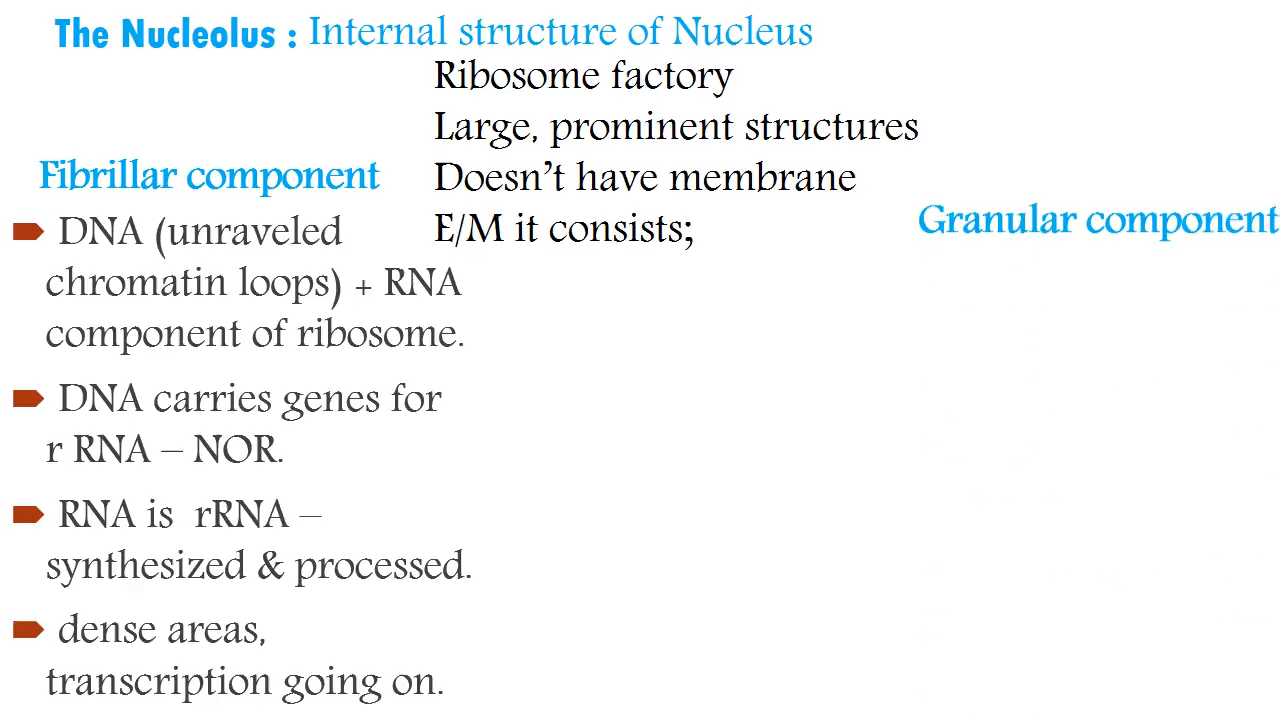 The Nucleolus : Internal structure of Nucleus
Ribosome factory
Large, prominent structures
Doesn't have membrane
E/M it consists;
Fibrillar component
DNA (unraveled
chromatin loops) + RNA
component of ribosome.
DNA carries genes for
r RNA – NOR.
RNA is rRNA –
synthesized & processed.
dense areas,
transcription going on.
Granular component